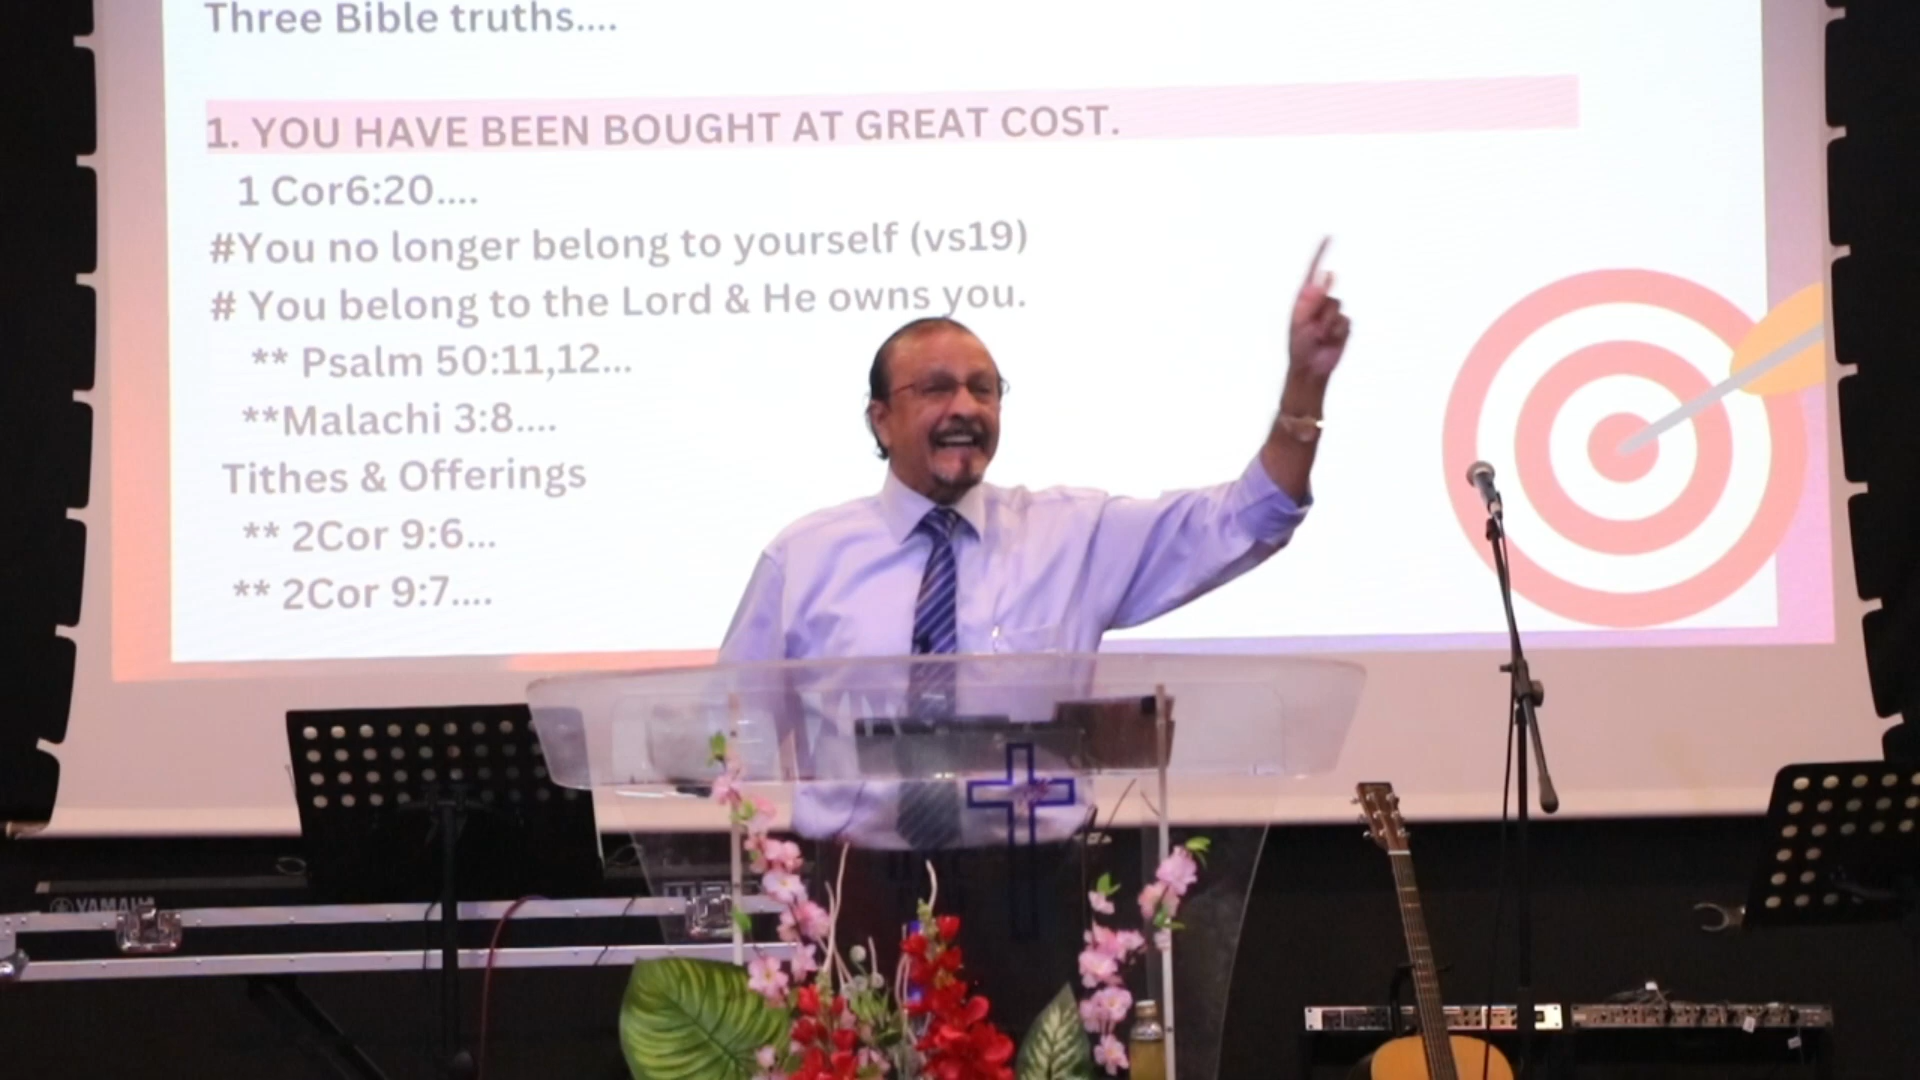 Three Bible truths....
1. YOU HAVE BEEN BOUGHT AT GREAT COST.
1 Cor6:20....
#You no longer belong to yourself (vs19)
# You belong to the Lord & He owns you.
** Psalm 50:11,12...
**Malachi 3:8....
Tithes & Offerings
** 2Cor 9:6...
** 2Cor 9:7....
YAMAHA